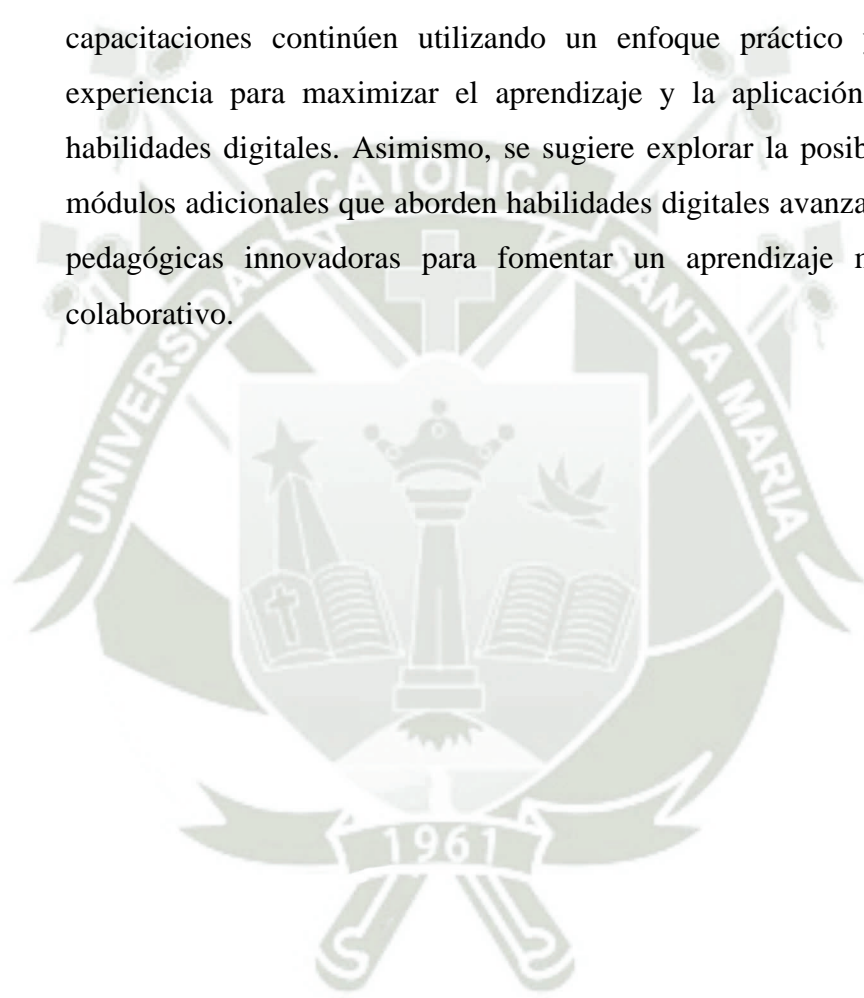 capacitaciones continúen utilizando un enfoque práctico
experiencia para maximizar el aprendizaje y la aplicación
habilidades digitales. Asimismo, se sugiere explorar la posib
módulos adicionales que aborden habilidades digitales avanza
pedagógicas innovadoras para fomentar un aprendizaje
colaborativo.
UNIVERSIDAD CATOLICA SANTA MARIA
1961